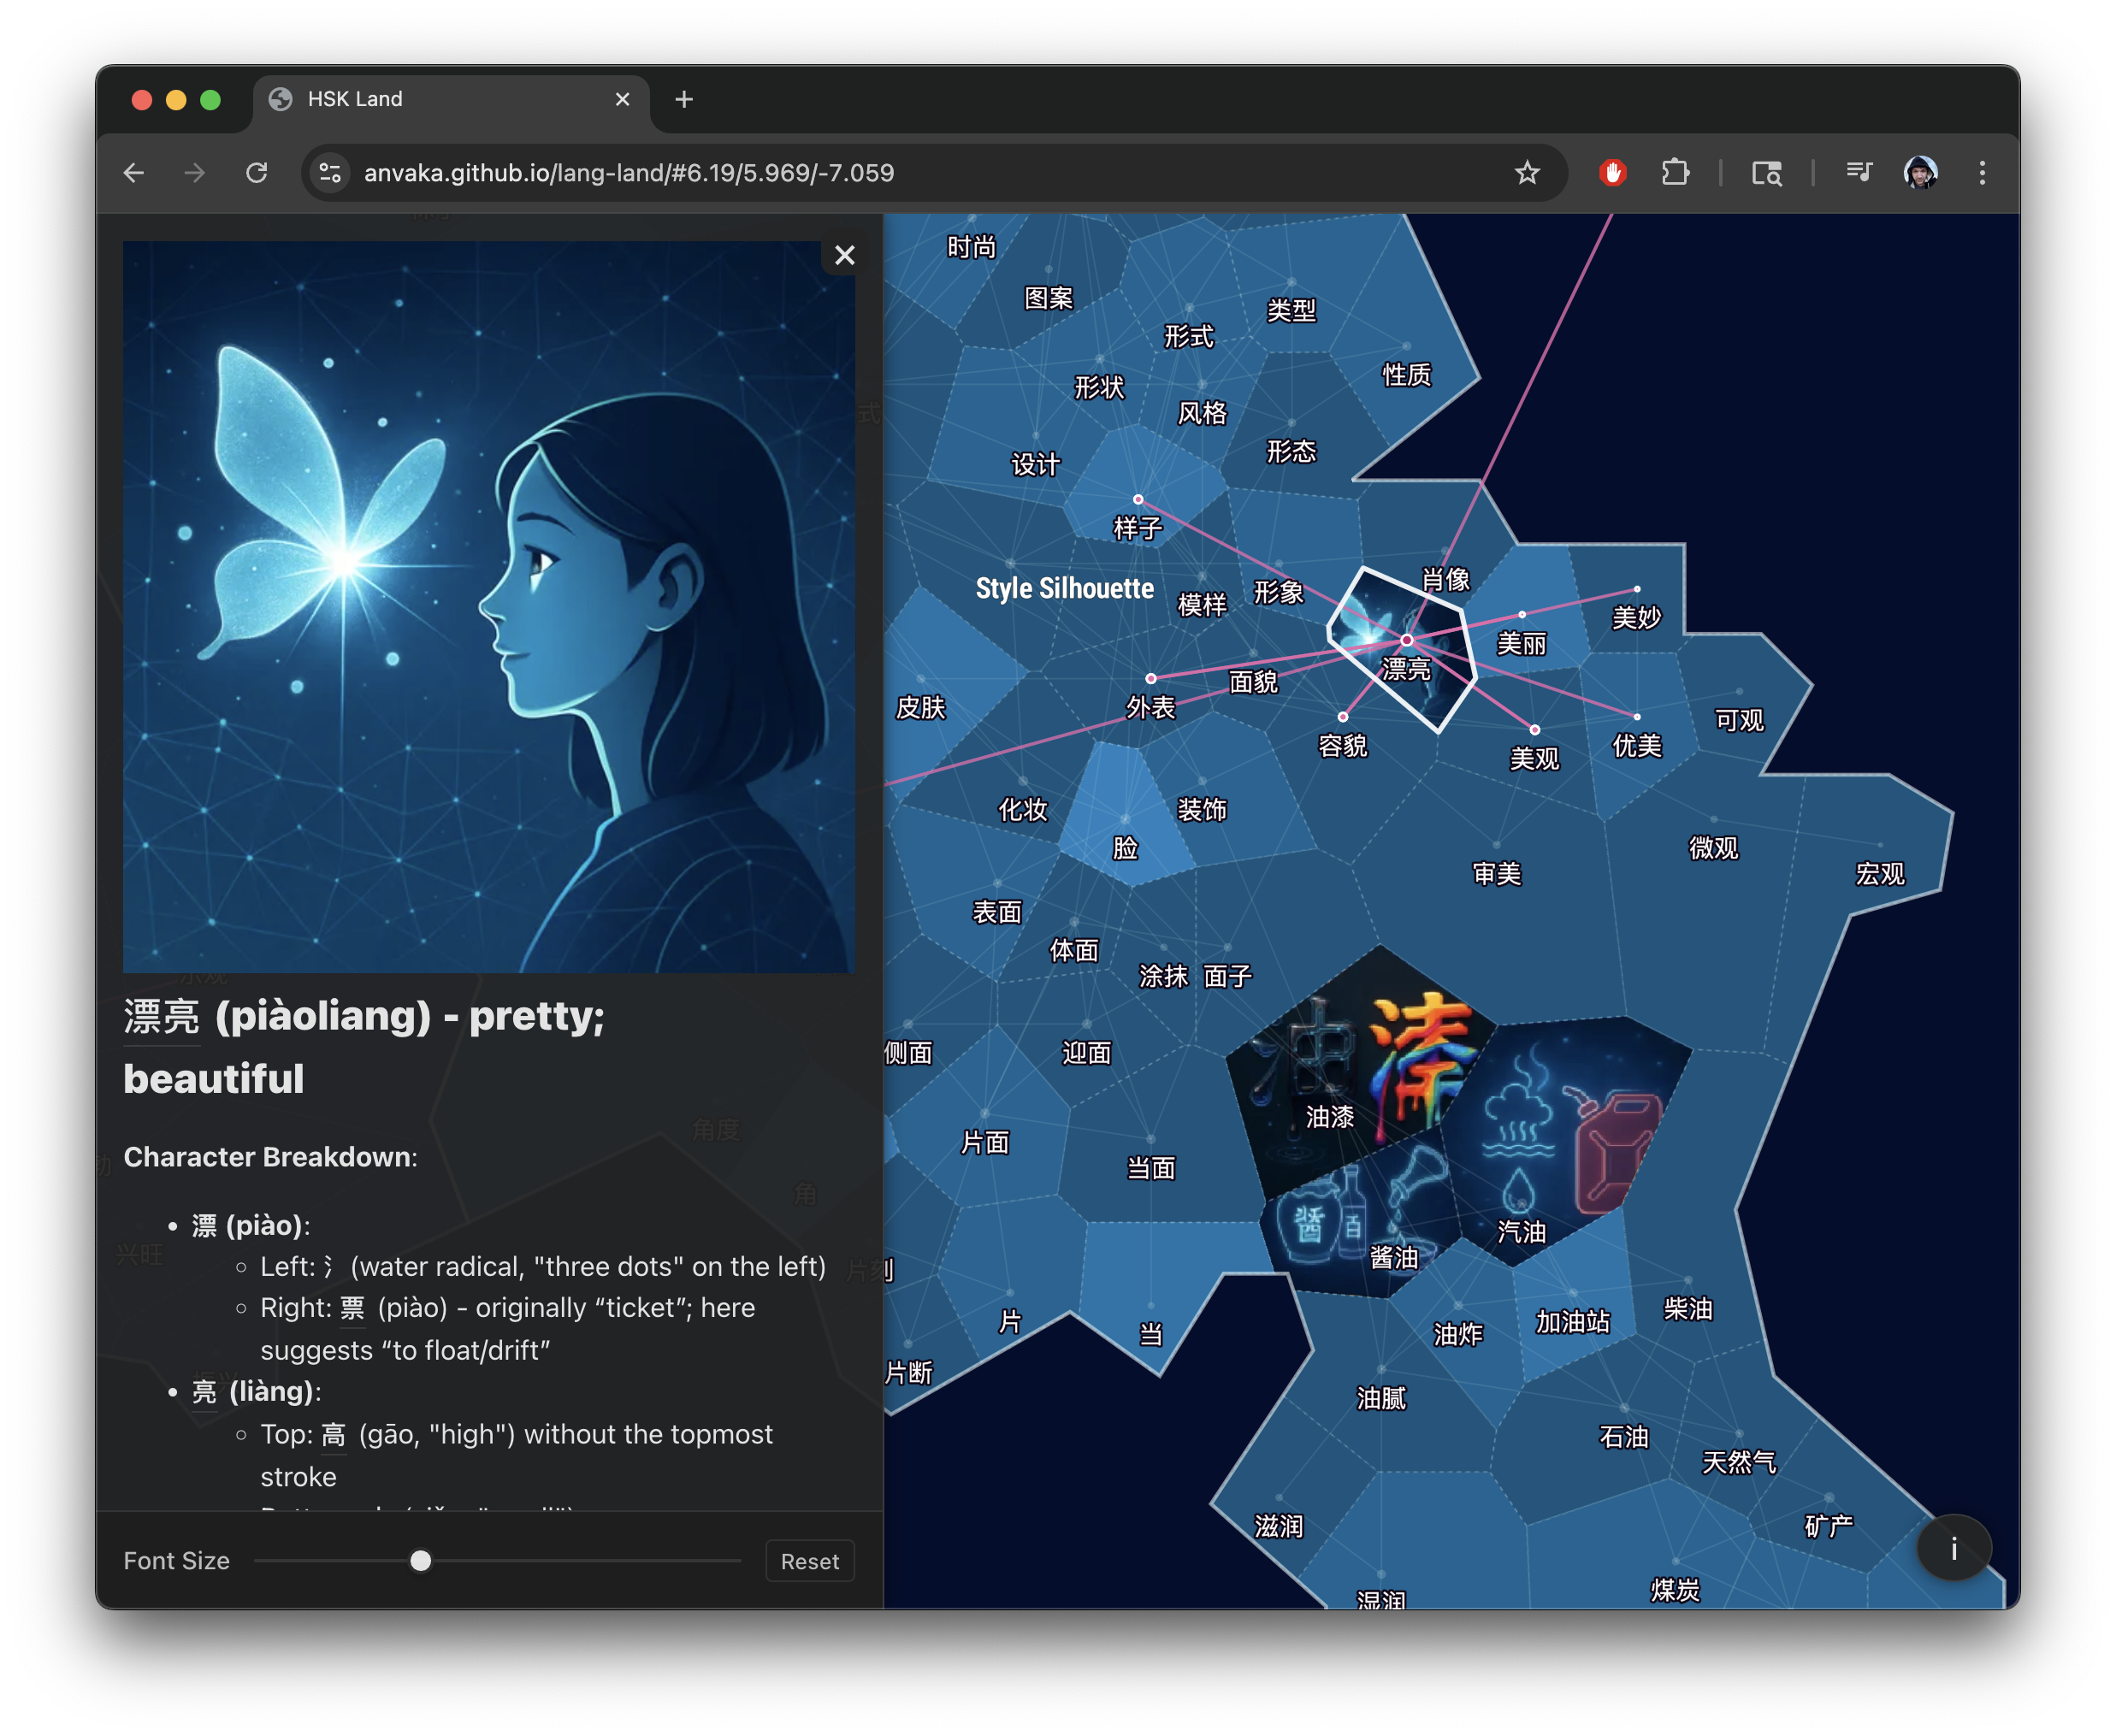 HSK Land
anvaka.github.io/lang-land/#6.19/5.969/-7.059
漂亮 (piàoliang) - pretty;
beautiful
Character Breakdown:
漂 (piào):
Left: 氵 (water radical, "three dots" on the left)
Right: 票 (piào) - originally “ticket”; here
suggests “to float/drift”
亮 (liàng):
Top: 高 (gāo, "high") without the topmost
stroke
Font Size
Reset
角度
角
兴旺
时尚
图案
类型
形式
性质
形状
风格
形态
设计
样子
Style Silhouette
模样
形象
肖像
美妙
美丽
漂亮
面貌
皮肤
外表
容貌
美观
优美
可观
化妆
装饰
脸
审美
微观
宏观
表面
体面
涂抹
面子
侧面
迎面
油漆
油漆
片面
当面
酱油
汽油
片
当
油炸
加油站
柴油
片断
油腻
石油
天然气
滋润
矿产
湿润
煤炭
i